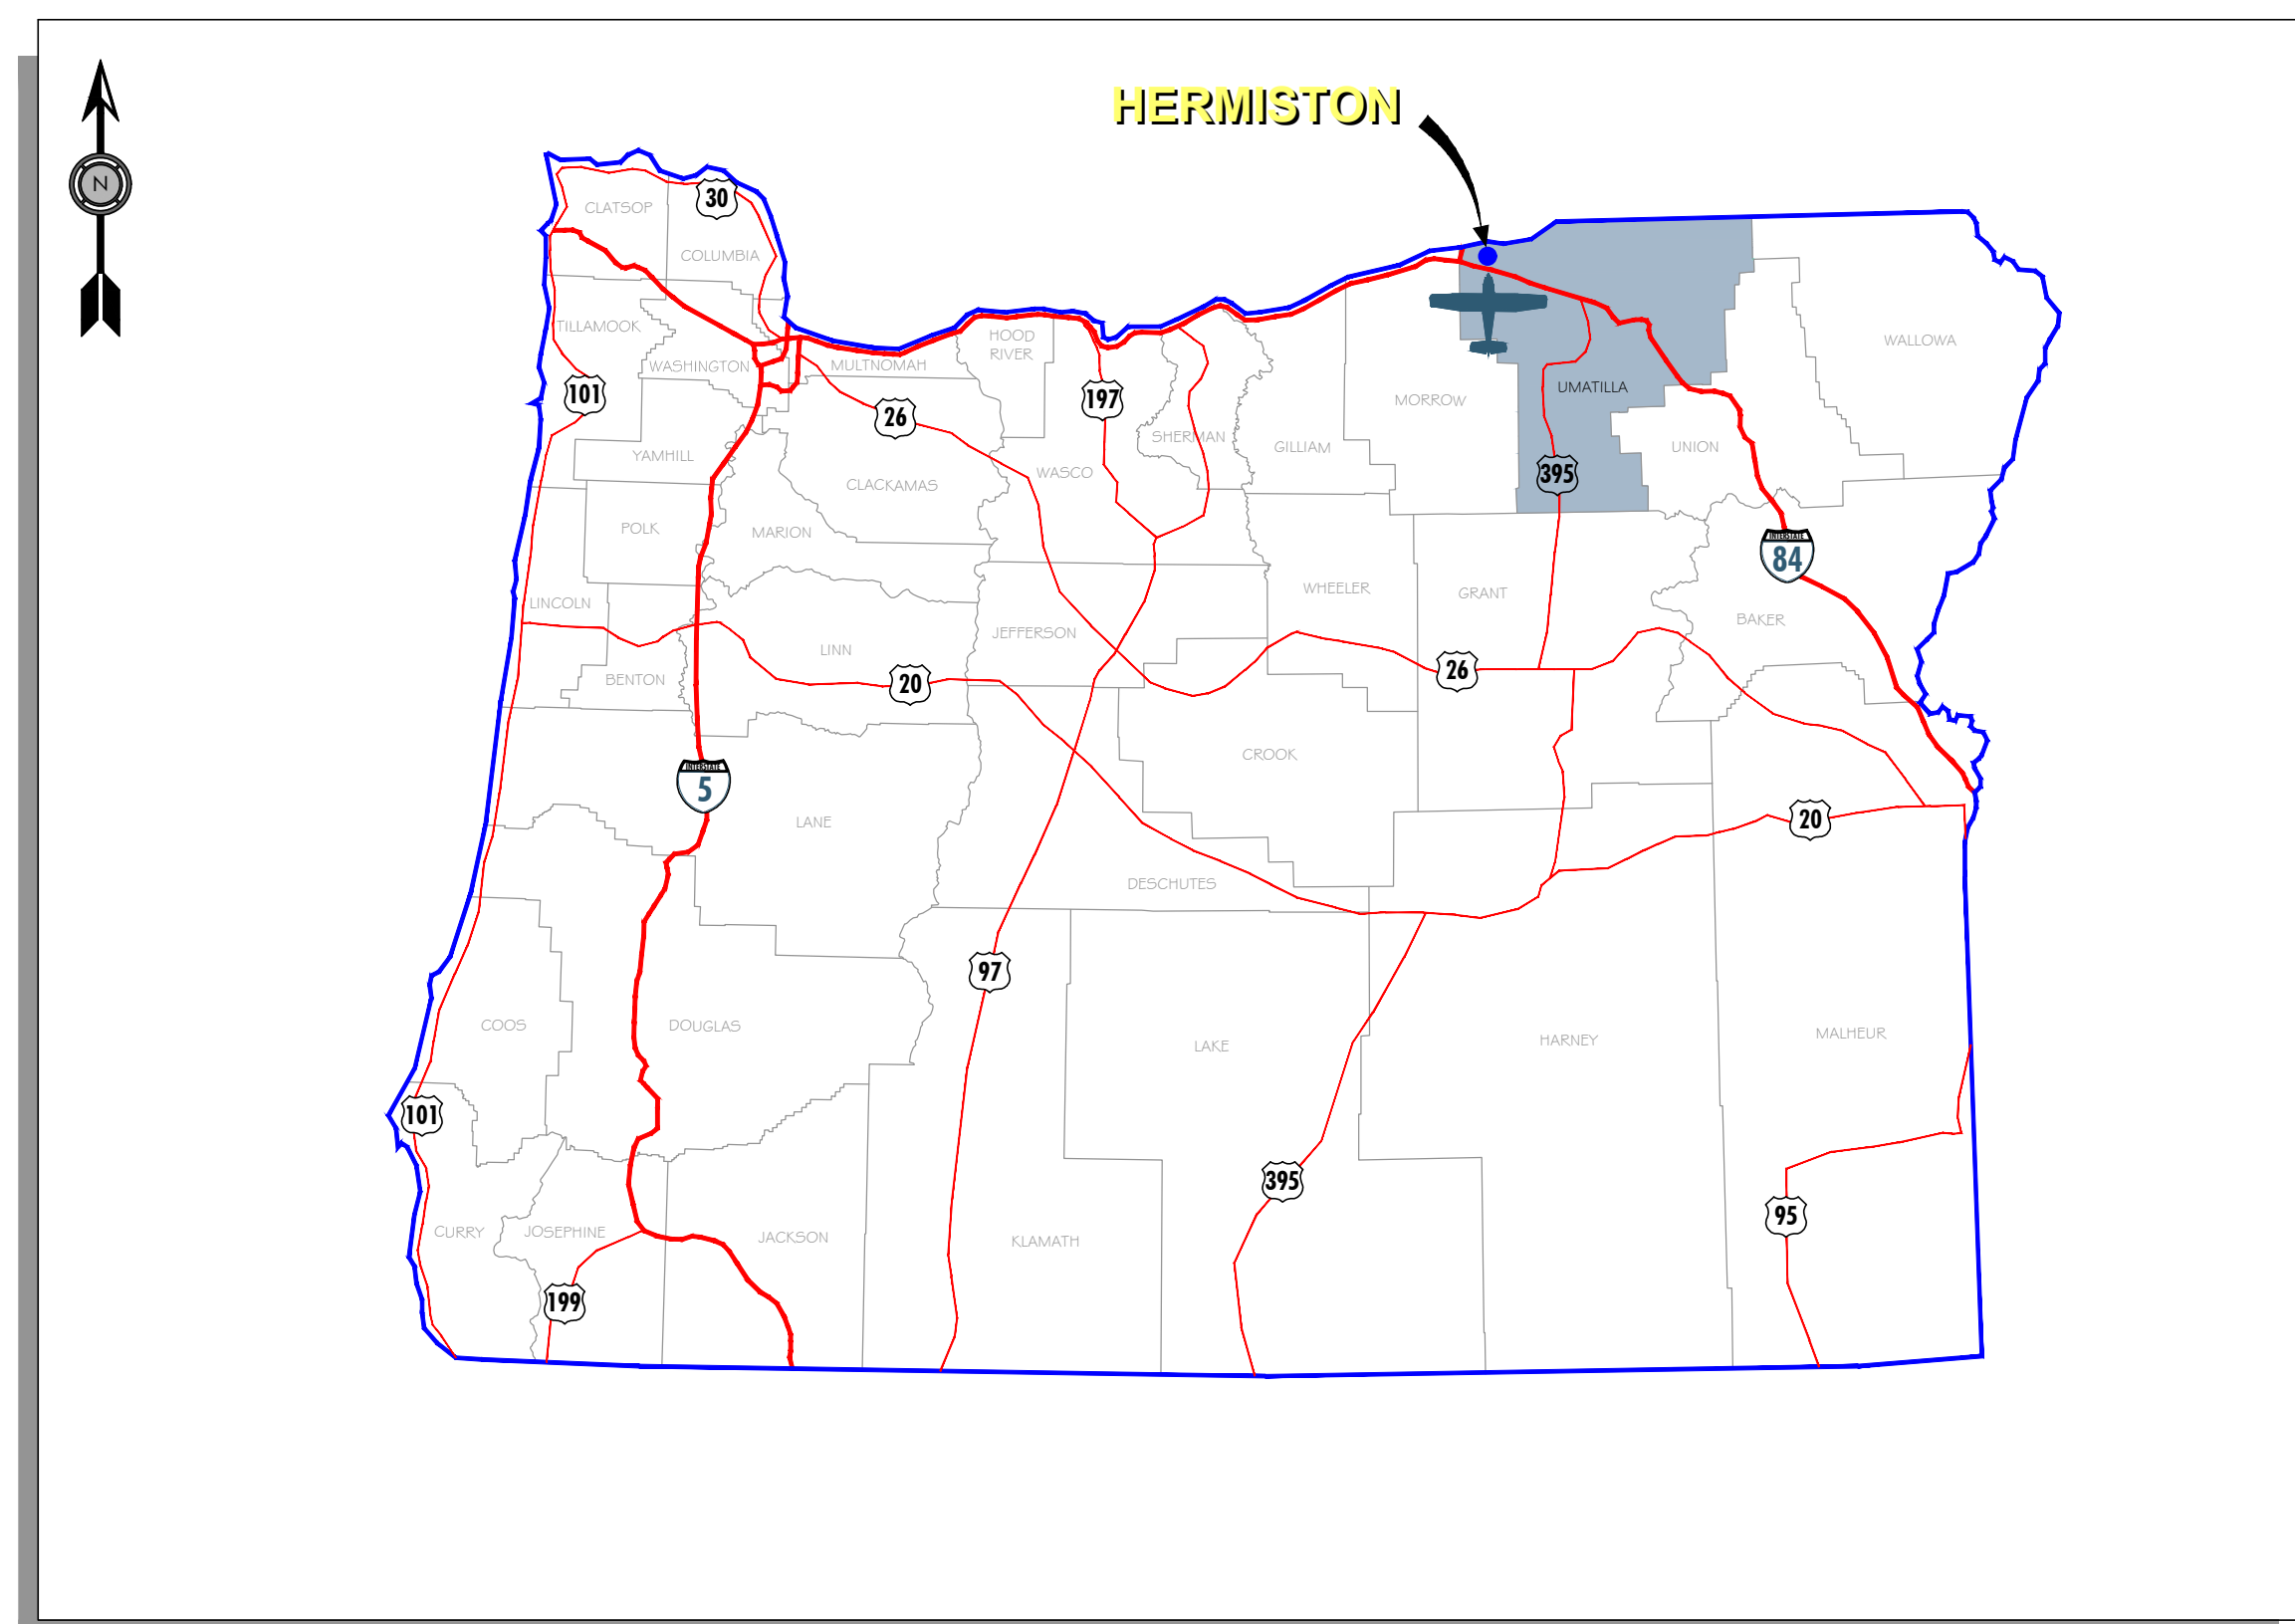 HERMISTON
N
30
CLATSOP
COLUMBIA
TILLAMOOK
HOOD
RIVER
WALLOWA
WASHINGTON
MULTNOMAH
UMATILLA
101
197
MORROW
26
SHERMAN
GILLIAM
UNION
YAMHILL
WASCO
395
CLACKAMAS
POLK
MARION
INTERSTATE
84
WHEELER
GRANT
LINCOLN
BAKER
JEFFERSON
LINN
26
BENTON
20
CROOK
INTERSTATE
5
LANE
20
DESCHUTES
97
COOS
DOUGLAS
MALHEUR
HARNEY
LAKE
101
395
95
CURRY
JOSEPHINE
JACKSON
KLAMATH
199